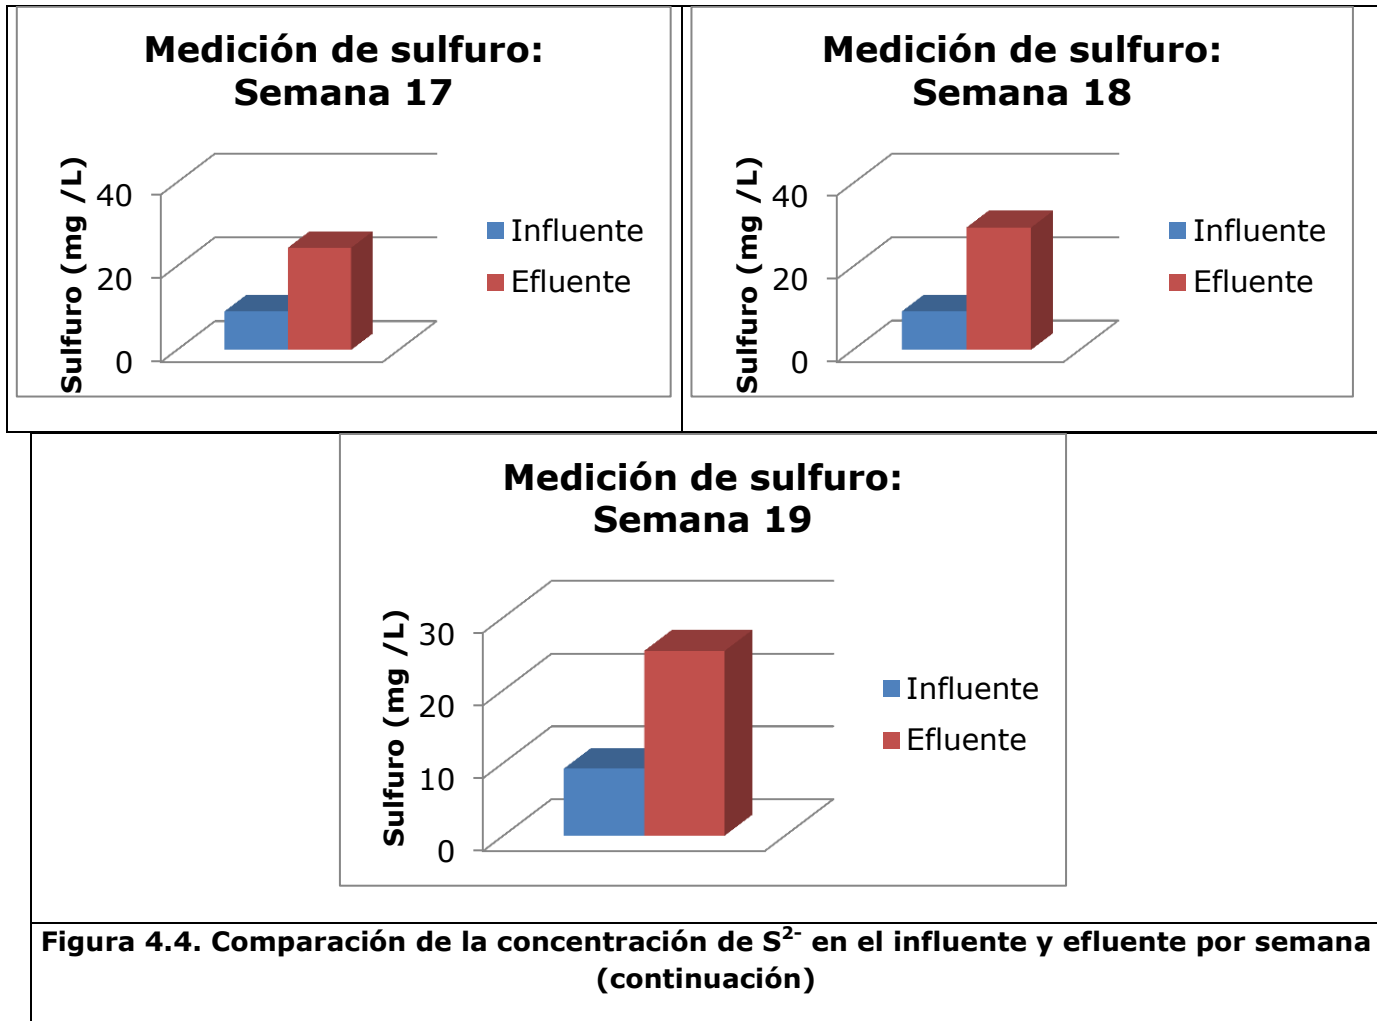 Medición de sulfuro:
Semana 17
Sulfuro (mg /L)
40
20
0
Influente
Efluente
Medición de sulfuro:
Semana 18
Sulfuro (mg /L)
40
20
0
Influente
Efluente
Medición de sulfuro:
Semana 19
Sulfuro (mg /L)
30
20
10
0
Influente
Efluente
Figura 4.4. Comparación de la concentración de S²⁻ en el influente y efluente por semana
(continuación)